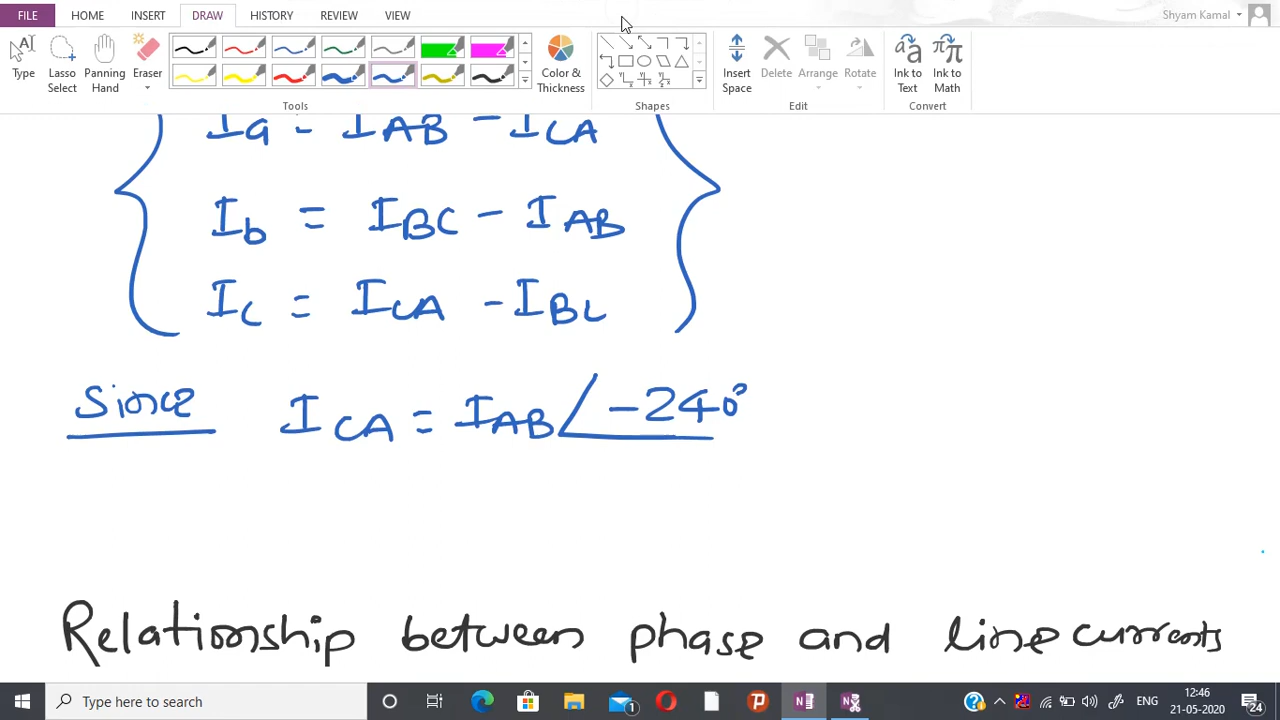 FILE HOME INSERT DRAW HISTORY REVIEW VIEW Shyam Kamal
Type Lasso Select Panning Hand Eraser Color & Thickness Insert Space Delete Arrange Rotate Ink to Text Ink to Math
Tools Shapes Edit Convert
Ia = IAB - ICA
Ib = IBC - IAB
Ic = ICA - IBC
Since ICA = IAB ∠-240°
Relationship between phase and line currents
Type here to search 1 ENG 12:46 21-05-2020 24